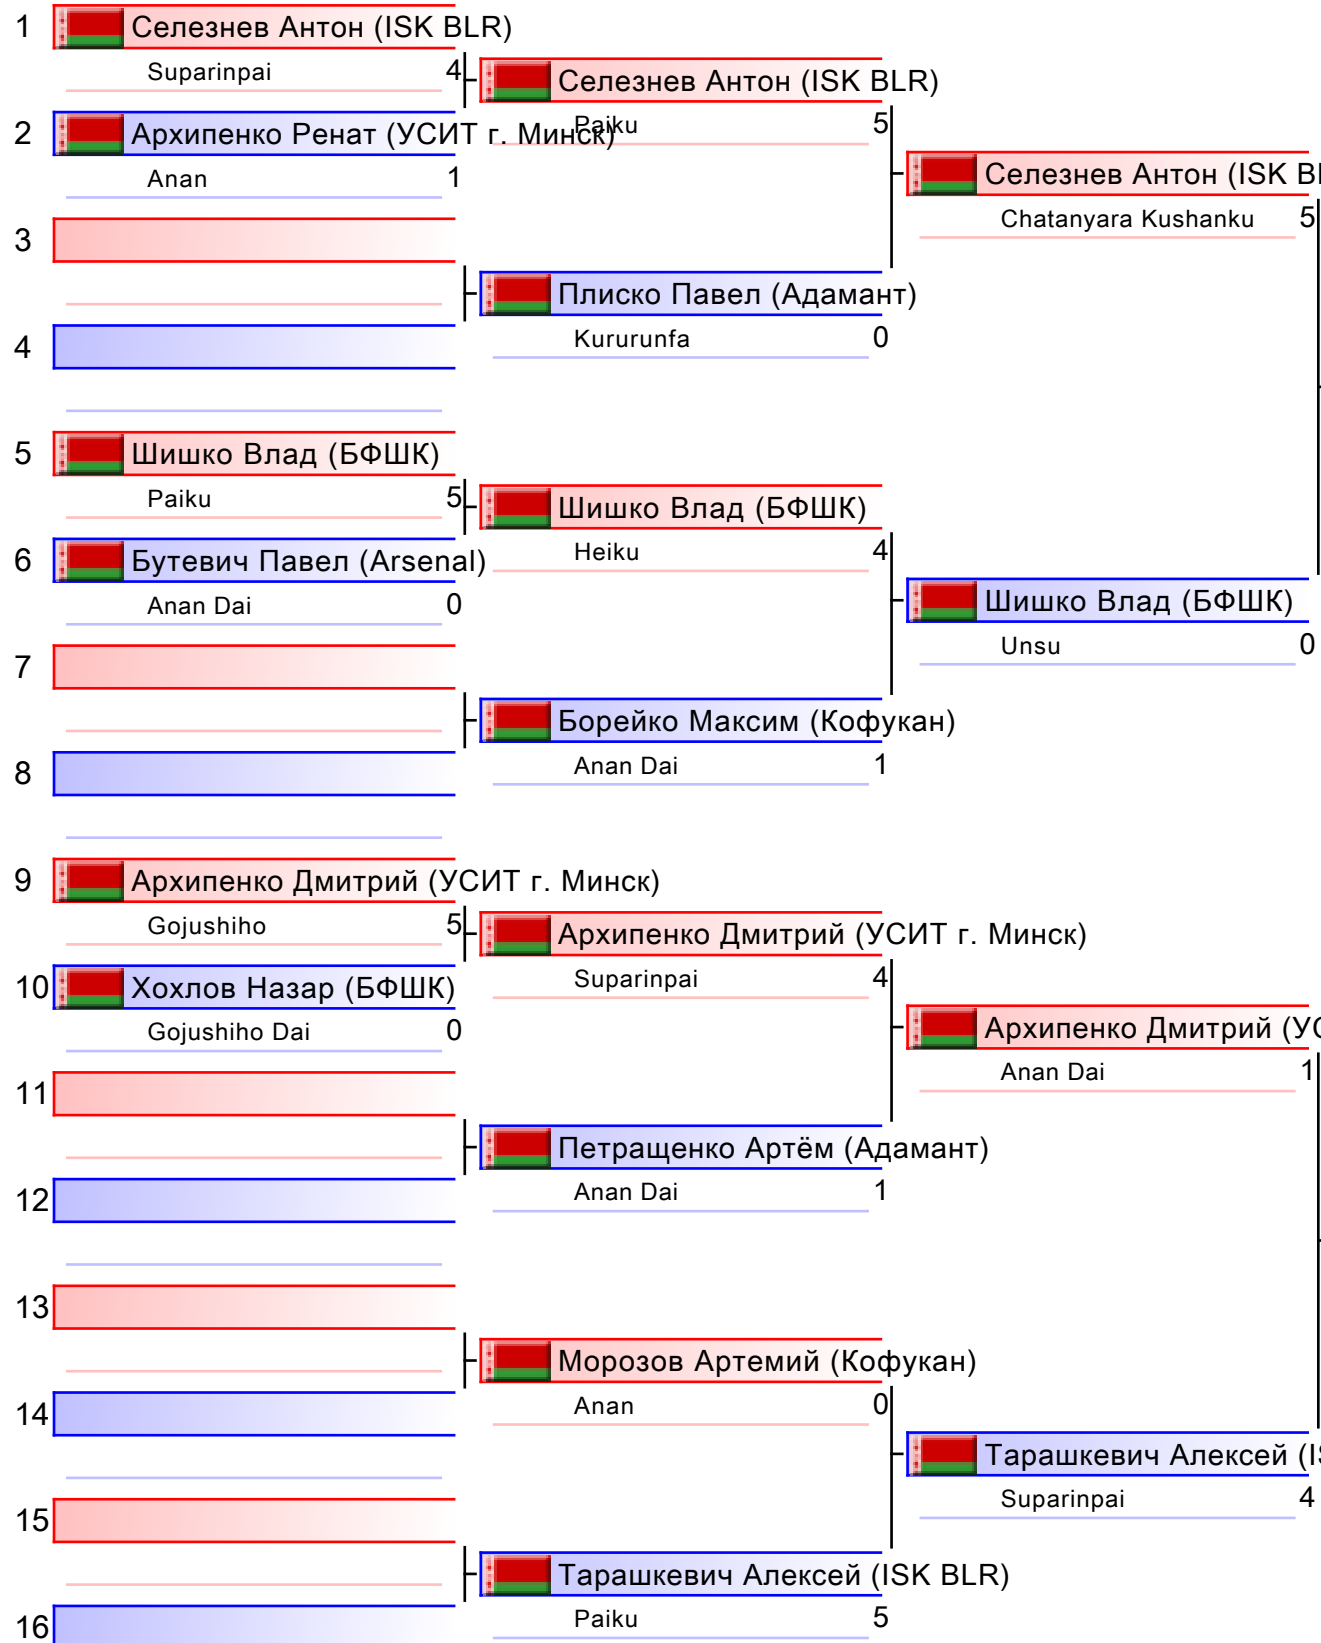 1 Селезнев Антон (ISK BLR)
Suparinpai 4
Селезнев Антон (ISK BLR)
Paiku 5
2 Архипенко Ренат (УСИТ г. Минск)
Anan 1
Селезнев Антон (ISK
Chatanyara Kushanku 5
3
Плиско Павел (Адамант)
Kururunfa 0
4
5 Шишко Влад (БФШК)
Paiku 5
Шишко Влад (БФШК)
Heiku 4
6 Бутевич Павел (Arsenal)
Anan Dai 0
Шишко Влад (БФШК)
Unsu 0
7
Борейко Максим (Кофукан)
Anan Dai 1
8
9 Архипенко Дмитрий (УСИТ г. Минск)
Gojushiho 5
Архипенко Дмитрий (УСИТ г. Минск)
Suparinpai 4
10 Хохлов Назар (БФШК)
Gojushiho Dai 0
Архипенко Дмитрий
Anan Dai 1
11
Петращенко Артём (Адамант)
Anan Dai 1
12
13
Морозов Артемий (Кофукан)
Anan 0
14
Тарашкевич Алексей
Suparinpai 4
15
Тарашкевич Алексей (ISK BLR)
Paiku 5
16